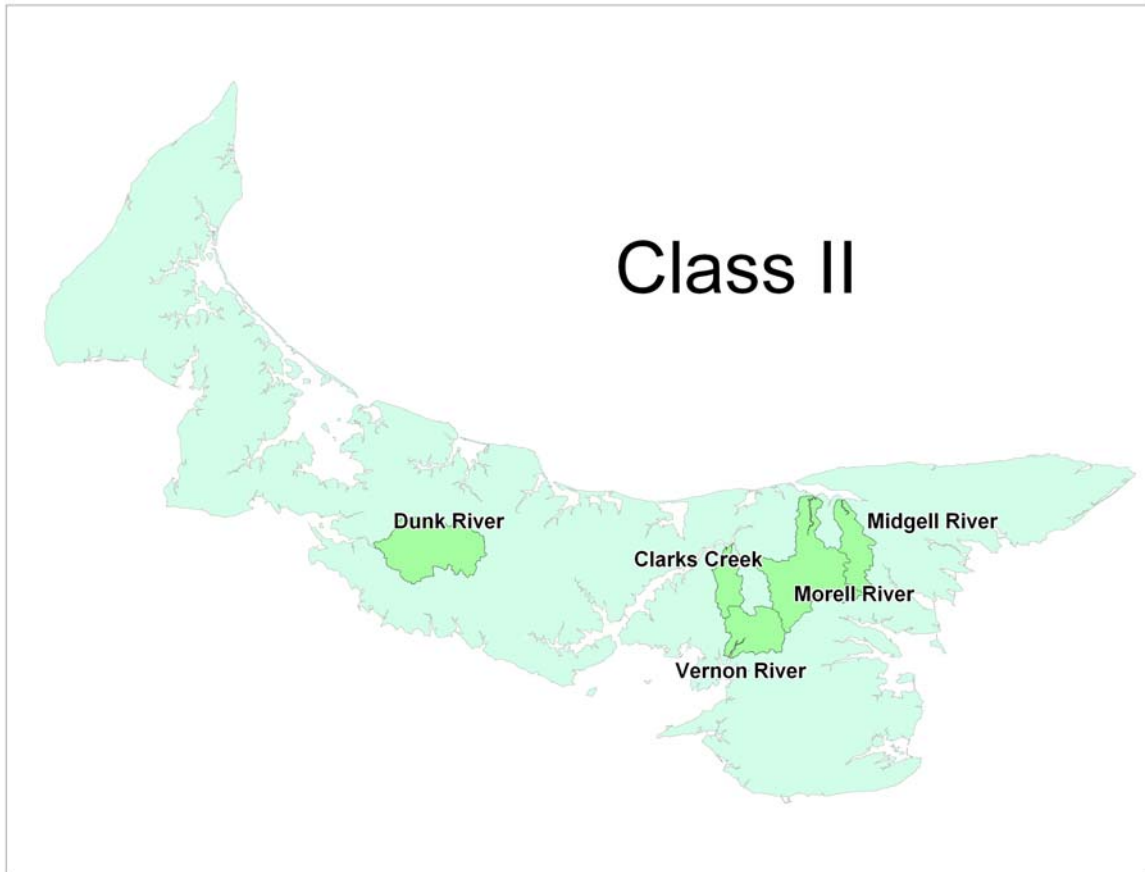 Class II
Dunk River
Midgell River
Clarks Creek
Morell River
Vernon River